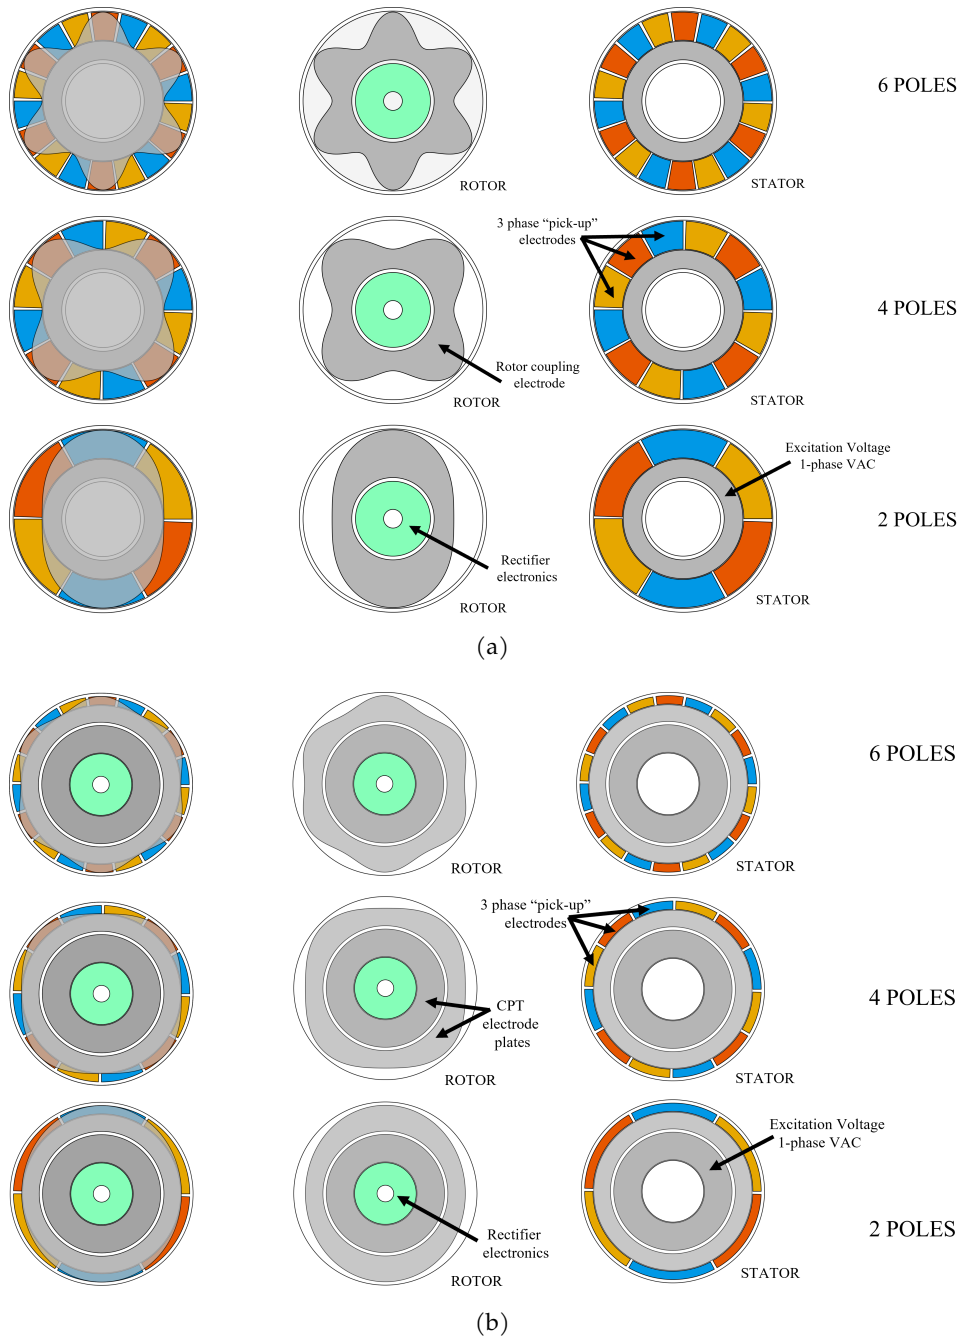 6 POLES
ROTOR
STATOR
3 phase “pick-up”
electrodes
4 POLES
Rotor coupling
electrode
ROTOR
STATOR
Excitation Voltage
1-phase VAC
2 POLES
Rectifier
electronics
ROTOR
STATOR
(a)
6 POLES
ROTOR
STATOR
3 phase “pick-up”
electrodes
4 POLES
CPT
electrode
plates
ROTOR
STATOR
Excitation Voltage
1-phase VAC
2 POLES
Rectifier
electronics
ROTOR
STATOR
(b)